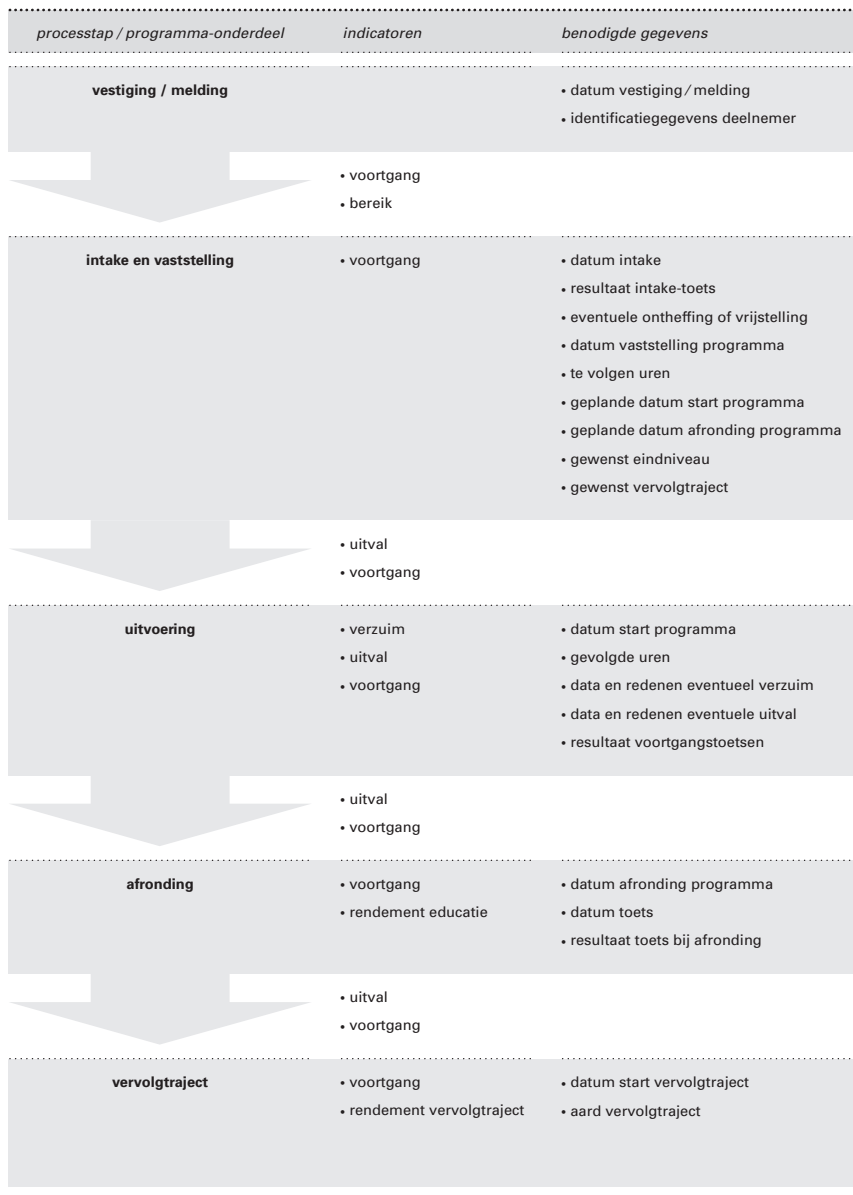 processtap / programma-onderdeel indicatoren benodigde gegevens
vestiging / melding • datum vestiging / melding
• identificatiegegevens deelnemer
• voortgang
• bereik
intake en vaststelling • voortgang • datum intake
• resultaat intake-toets
• eventuele ontheffing of vrijstelling
• datum vaststelling programma
• te volgen uren
• geplande datum start programma
• geplande datum afronding programma
• gewenst eindniveau
• gewenst vervolgtraject
• uitval
• voortgang
uitvoering • verzuim • datum start programma
• uitval • gevolgde uren
• voortgang • data en redenen eventueel verzuim
• data en redenen eventuele uitval
• resultaat voortgangstoetsen
• uitval
• voortgang
afronding • voortgang • datum afronding programma
• rendement educatie • datum toets
• resultaat toets bij afronding
• uitval
• voortgang
vervolgtraject • voortgang • datum start vervolgtraject
• rendement vervolgtraject • aard vervolgtraject